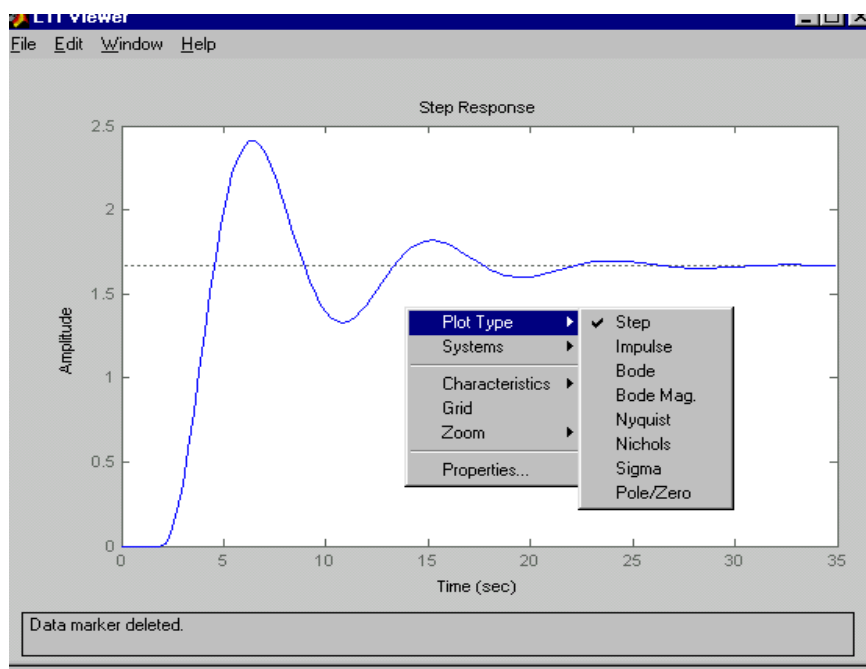 LTI Viewer
File Edit Window Help
Step Response
2.5
2
1.5
1
0.5
0
Amplitude
0 5 10 15 20 25 30 35
Time (sec)
Plot Type
Systems
Characteristics
Grid
Zoom
Properties...
Step
Impulse
Bode
Bode Mag.
Nyquist
Nichols
Sigma
Pole/Zero
Data marker deleted.